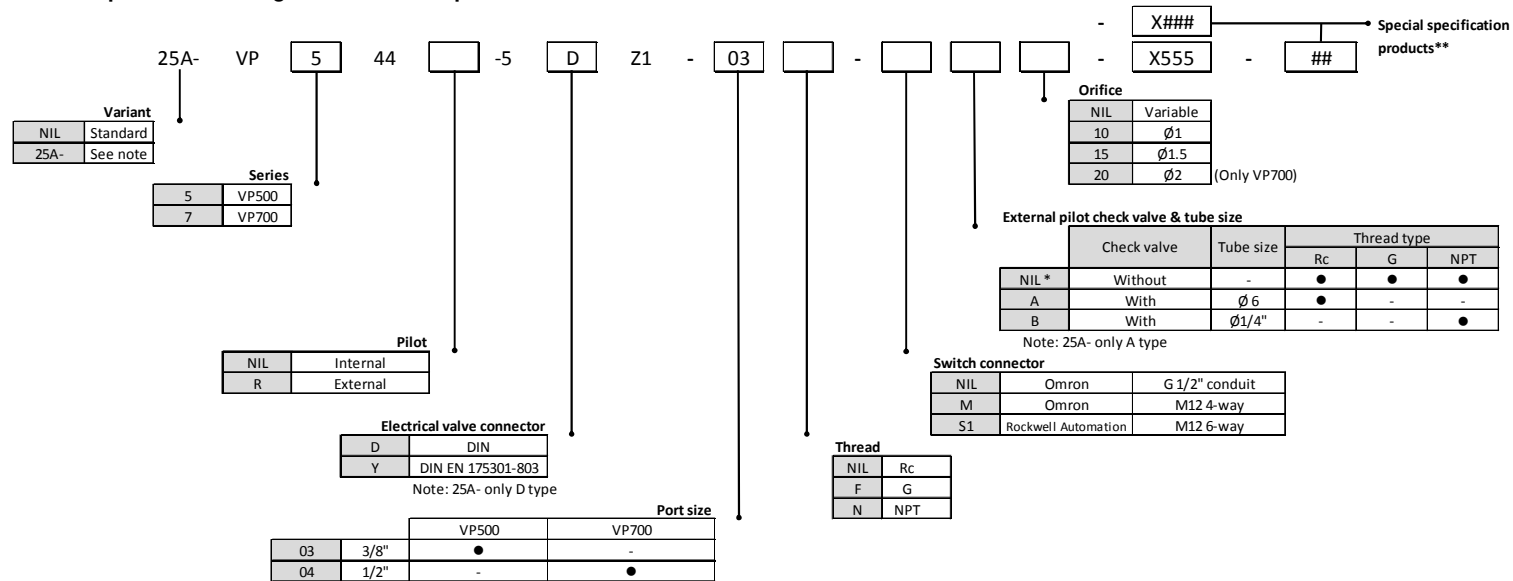 - X###
Special specification
products**
25A- VP 5 44 -5 D Z1 - 03 - - X555 - ##
Variant
NIL Standard
25A- See note
Series
5 VP500
7 VP700
Orifice
NIL Variable
10 Ø1
15 Ø1.5
20 Ø2 (Only VP700)
External pilot check valve & tube size
Check valve Tube size Thread type
Rc G NPT
NIL * Without - ● ● ●
A With Ø 6 ● - -
B With Ø1/4" - - ●
Note: 25A- only A type
Pilot
NIL Internal
R External
Switch connector
NIL Omron G 1/2" conduit
M Omron M12 4-way
S1 Rockwell Automation M12 6-way
Electrical valve connector
D DIN
Y DIN EN 175301-803
Note: 25A- only D type
Thread
NIL Rc
F G
N NPT
Port size
VP500 VP700
03 3/8" ● -
04 1/2" - ●